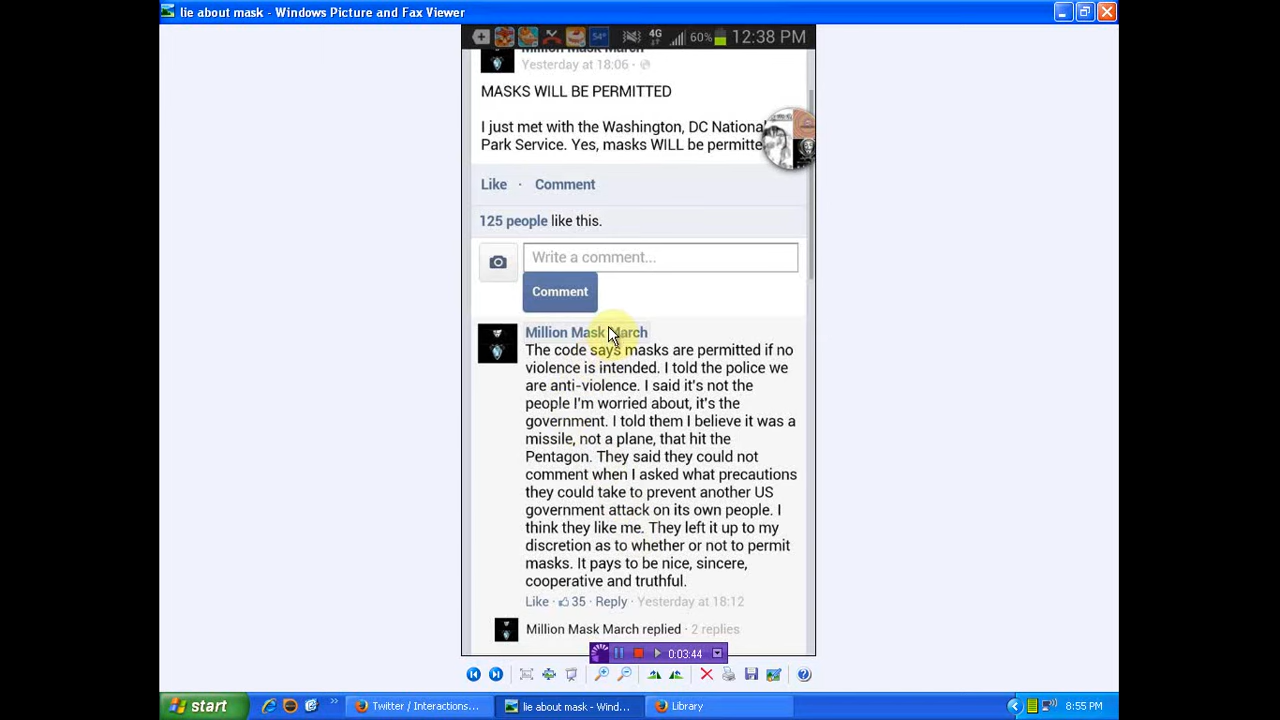 lie about mask - Windows Picture and Fax Viewer
54°
4G
60%
12:38 PM
Million Mask March
Yesterday at 18:06 ·
MASKS WILL BE PERMITTED
I just met with the Washington, DC National
Park Service. Yes, masks WILL be permitte
Like · Comment
125 people like this.
Write a comment...
Comment
Million Mask March
The code says masks are permitted if no
violence is intended. I told the police we
are anti-violence. I said it's not the
people I'm worried about, it's the
government. I told them I believe it was a
missile, not a plane, that hit the
Pentagon. They said they could not
comment when I asked what precautions
they could take to prevent another US
government attack on its own people. I
think they like me. They left it up to my
discretion as to whether or not to permit
masks. It pays to be nice, sincere,
cooperative and truthful.
Like · 35 · Reply · Yesterday at 18:12
Million Mask March replied · 2 replies
0:03:44
start
Twitter / Interactions...
lie about mask - Wind...
Library
8:55 PM